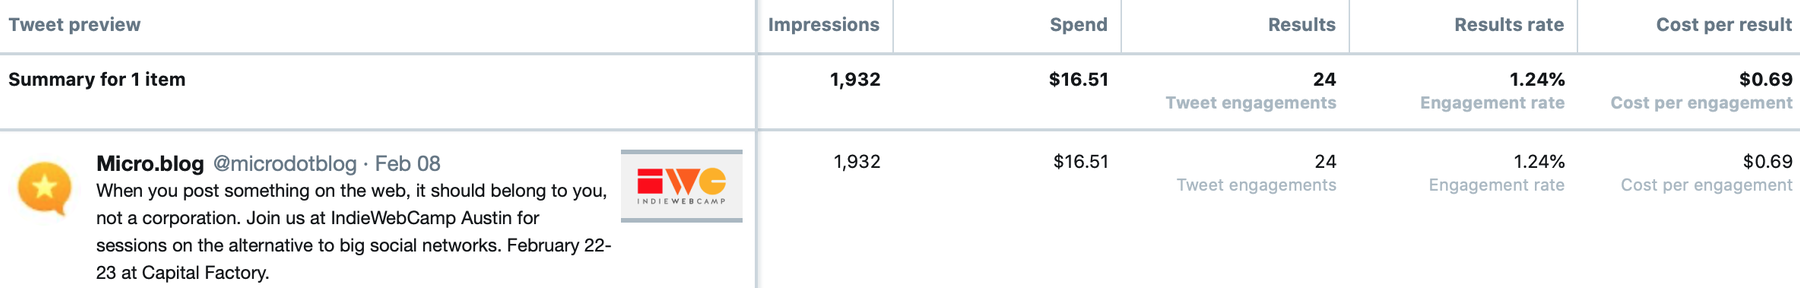 Tweet preview Impressions Spend Results Results rate Cost per result
Summary for 1 item 1,932 $16.51 24 1.24% $0.69
Tweet engagements Engagement rate Cost per engagement
Micro.blog @microdotblog · Feb 08 1,932 $16.51 24 1.24% $0.69
Tweet engagements Engagement rate Cost per engagement
When you post something on the web, it should belong to you,
not a corporation. Join us at IndieWebCamp Austin for
sessions on the alternative to big social networks. February 22-
23 at Capital Factory.
IWC
INDIEWEBCAMP